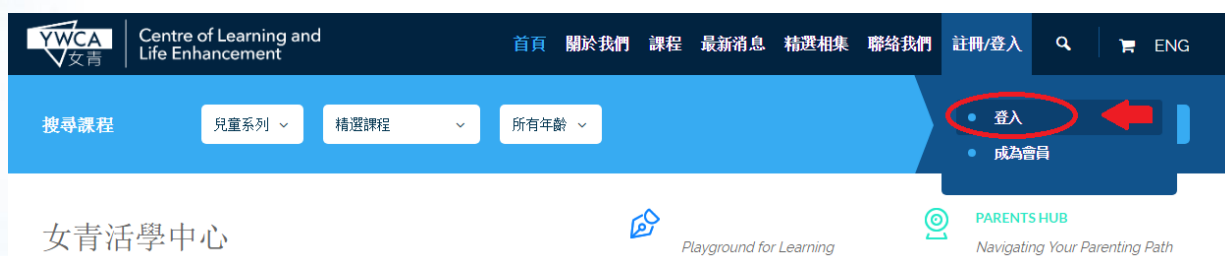 YWCA
女青
Centre of Learning and
Life Enhancement
首頁 關於我們 課程 最新消息 精選相集 聯絡我們 註冊/登入 ENG
搜尋課程 兒童系列 精選課程 所有年齡
登入
成為會員
女青活學中心
Playground for Learning
PARENTS HUB
Navigating Your Parenting Path